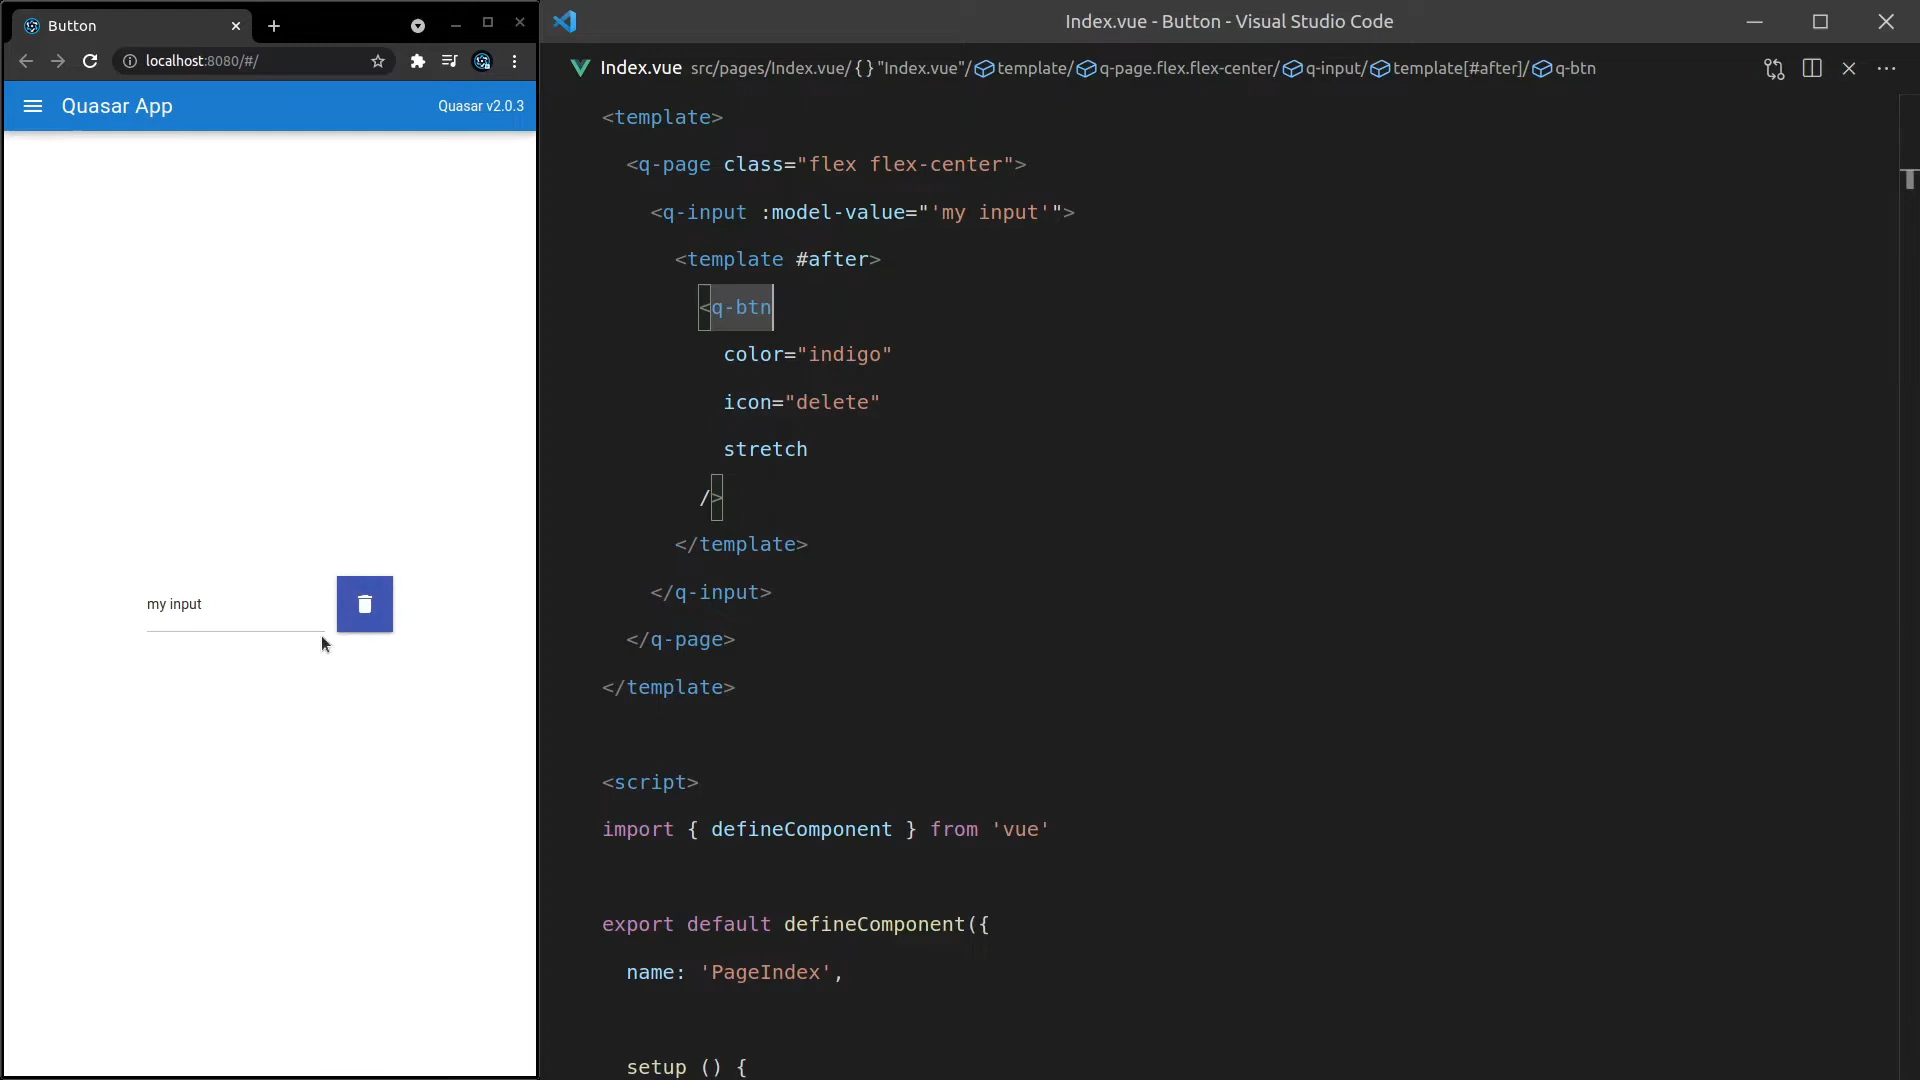 Button
localhost:8080/#/
Quasar App
Quasar v2.0.3
my input
Index.vue - Button - Visual Studio Code
Index.vue src/pages/Index.vue/{ }"Index.vue"/template/q-page.flex.flex-center/q-input/template[#after]/q-btn
<template>
<q-page class="flex flex-center">
<q-input :model-value="'my input'">
<template #after>
<q-btn
color="indigo"
icon="delete"
stretch
/>
</template>
</q-input>
</q-page>
</template>
<script>
import { defineComponent } from 'vue'
export default defineComponent({
name: 'PageIndex',
setup () {